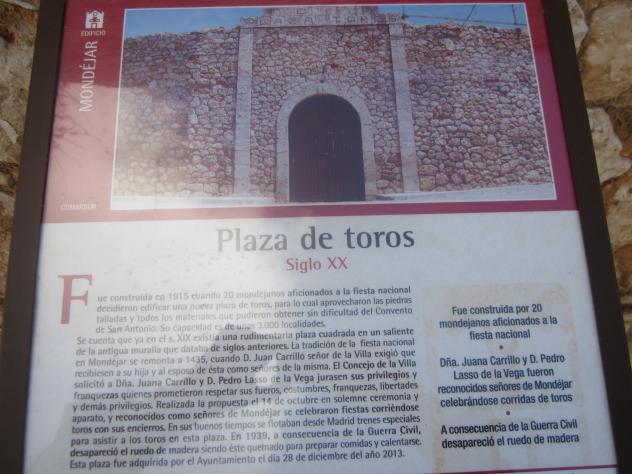 MONDÉJAR
EDIFICIO
PLAZA DE TOROS
COMARDUR
Plaza de toros
Siglo XX
Fue construida en 1915 cuando 20 mondejanos aficionados a la fiesta nacional
decidieron edificar una nueva plaza de toros, para lo cual aprovecharon las piedras
talladas y todos los materiales que pudieron obtener sin dificultad del Convento
de San Antonio. Su capacidad es de unas 3.000 localidades.
Se cuenta que ya en el s. XIX existía una rudimentaria plaza cuadrada en un saliente
de la antigua muralla que databa de siglos anteriores. La tradición de la fiesta nacional
en Mondéjar se remonta a 1435, cuando D. Juan Carrillo señor de la Villa exigió que
recibiesen a su hija y al esposo de ésta como señores de la misma. El Concejo de la Villa
solicitó a Dña. Juana Carrillo y D. Pedro Lasso de la Vega jurasen sus privilegios y
franquezas quienes prometieron respetar sus fueros, costumbres, franquezas, libertades
y demás privilegios. Realizada la propuesta el 14 de octubre en solemne ceremonia y
aparato, y reconocidos como señores de Mondéjar se celebraron fiestas corriéndose
toros con sus encierros. En sus buenos tiempos se flotaban desde Madrid trenes especiales
para asistir a los toros en esta plaza. En 1939, a consecuencia de la Guerra Civil,
desapareció el ruedo de madera siendo éste quemado para preparar comidas y calentarse.
Esta plaza fue adquirida por el Ayuntamiento el día 28 de diciembre del año 2013.
Fue construida por 20
mondejanos aficionados a la
fiesta nacional
•
Dña. Juana Carrillo y D. Pedro
Lasso de la Vega fueron
reconocidos señores de Mondéjar
celebrándose corridas de toros
•
A consecuencia de la Guerra Civil
desapareció el ruedo de madera